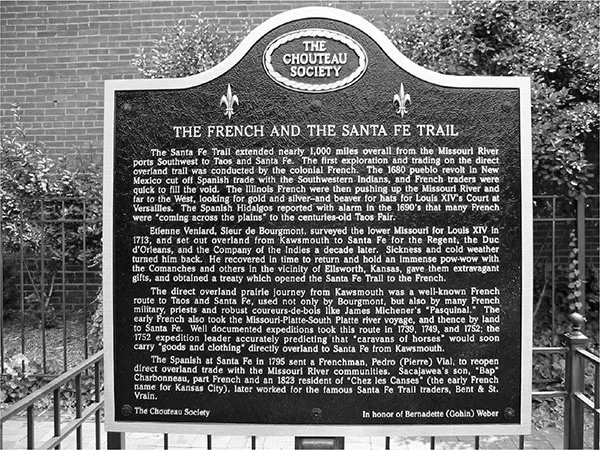 THE
CHOUTEAU
SOCIETY
THE FRENCH AND THE SANTA FE TRAIL
The Santa Fe Trail extended nearly 1,000 miles overall from the Missouri River
ports Southwest to Taos and Santa Fe. The first exploration and trading on the direct
overland trail was conducted by the colonial French. The 1680 pueblo revolt in New
Mexico cut off Spanish trade with the Southwestern Indians, and French traders were
quick to fill the void. The Illinois French were then pushing up the Missouri River and
far to the West, looking for gold and silver–and beaver for hats for Louis XIV's Court at
Versailles. The Spanish Hidalgos reported with alarm in the 1690's that many French
were "coming across the plains" to the centuries-old Taos Fair.
Etienne Veniard, Sieur de Bourgmont, surveyed the lower Missouri for Louis XIV in
1713, and set out overland from Kawsmouth to Santa Fe for the Regent, the Duc
d'Orleans, and the Company of the Indies a decade later. Sickness and cold weather
turned him back. He recovered in time to return and hold an immense pow-wow with
the Comanches and others in the vicinity of Ellsworth, Kansas, gave them extravagant
gifts, and obtained a treaty which opened the Santa Fe Trail to the French.
The direct overland prairie journey from Kawsmouth was a well-known French
route to Taos and Santa Fe, used not only by Bourgmont, but also by many French
military, priests and robust coureurs-de-bois like James Michener's "Pasquinal." The
early French also took the Missouri-Platte-South Platte river voyage, and thence by land
to Santa Fe. Well documented expeditions took this route in 1739, 1749, and 1752; the
1752 expedition leader accurately predicting that "caravans of horses" would soon
carry "goods and clothing" directly overland to Santa Fe from Kawsmouth.
The Spanish at Santa Fe in 1795 sent a Frenchman, Pedro (Pierre) Vial, to reopen
direct overland trade with the Missouri River communities. Sacajawea's son, "Bap"
Charbonneau, part French and an 1823 resident of "Chez les Canses" (the early French
name for Kansas City), later worked for the famous Santa Fe Trail traders, Bent & St.
Vrain.
The Chouteau Society
In honor of Bernadette (Gohin) Weber